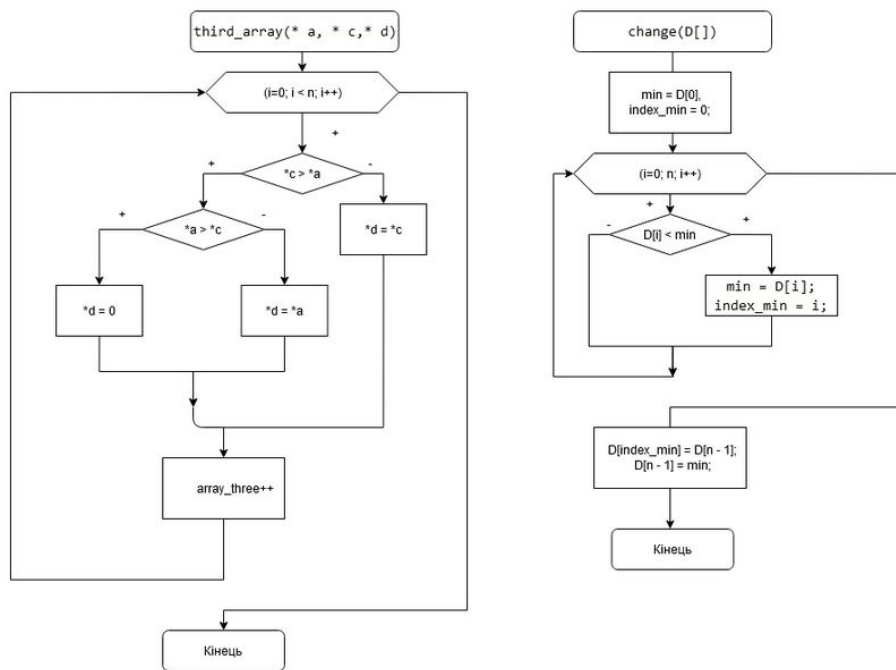 third_array(* a, * c,* d)
(i=0; i < n; i++)
+
*c > *a
+
-
*a > *c
+
-
*d = *c
*d = 0
*d = *a
array_three++
Кінець
change(D[])
min = D[0],
index_min = 0;
(i=0; n; i++)
+
-
D[i] < min
+
min = D[i];
index_min = i;
D[index_min] = D[n - 1];
D[n - 1] = min;
Кінець